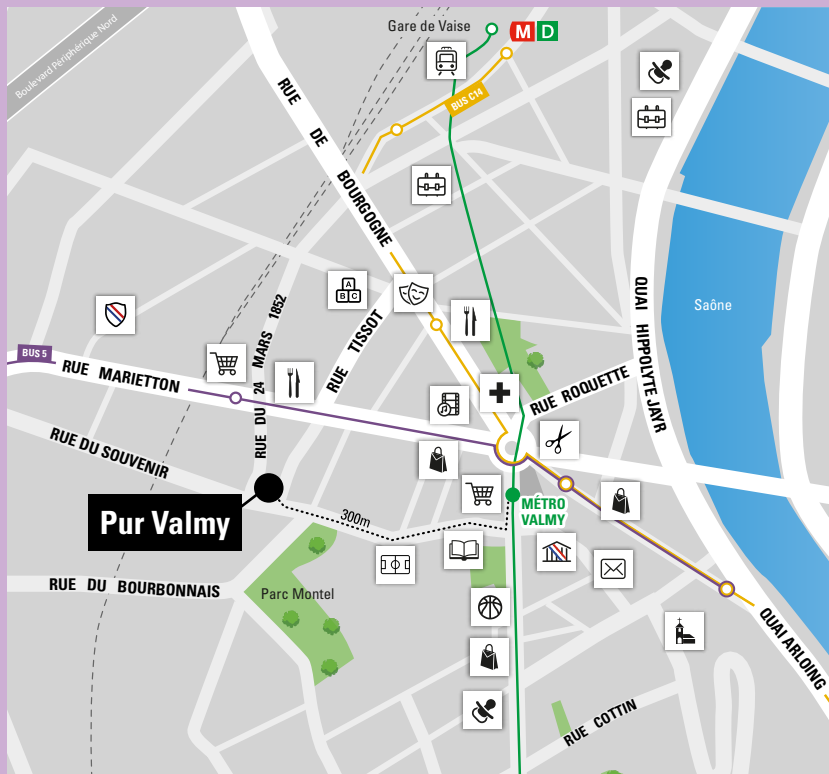 Gare de Vaise
M D
Boulevard Périphérique Nord
BUS C14
RUE DE BOURGOGNE
A
B C
RUE DU 24 MARS 1852
RUE TISSOT
QUAI HIPPOLYTE JAYR
Saône
BUS 5
RUE MARIETTON
RUE ROQUETTE
RUE DU SOUVENIR
Pur Valmy
300m
MÉTRO
VALMY
RUE DU BOURBONNAIS
Parc Montel
QUAI ARLOING
RUE COTTIN